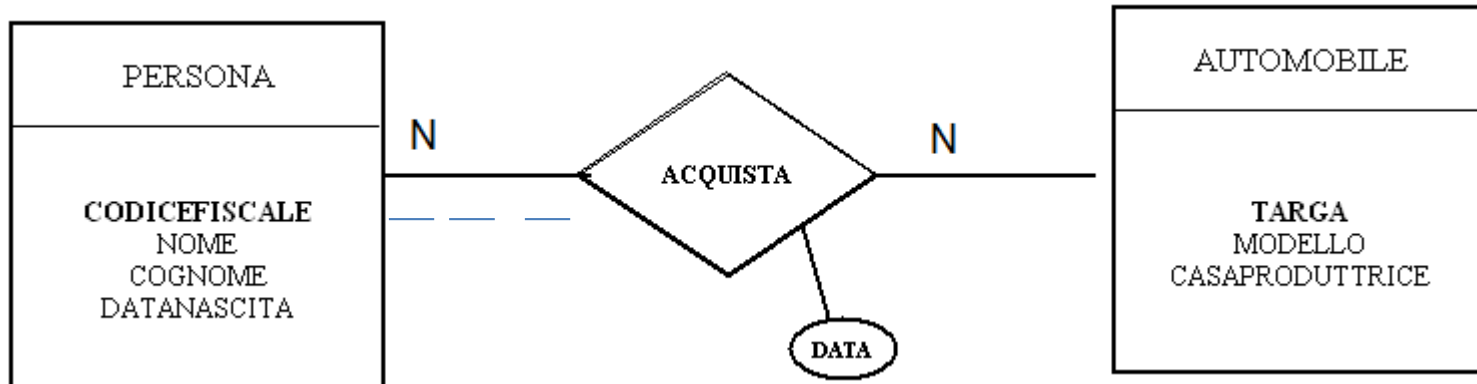 PERSONA
CODICEFISCALE
NOME
COGNOME
DATANASCITA
N
ACQUISTA
DATA
N
AUTOMOBILE
TARGA
MODELLO
CASAPRODUTTRICE